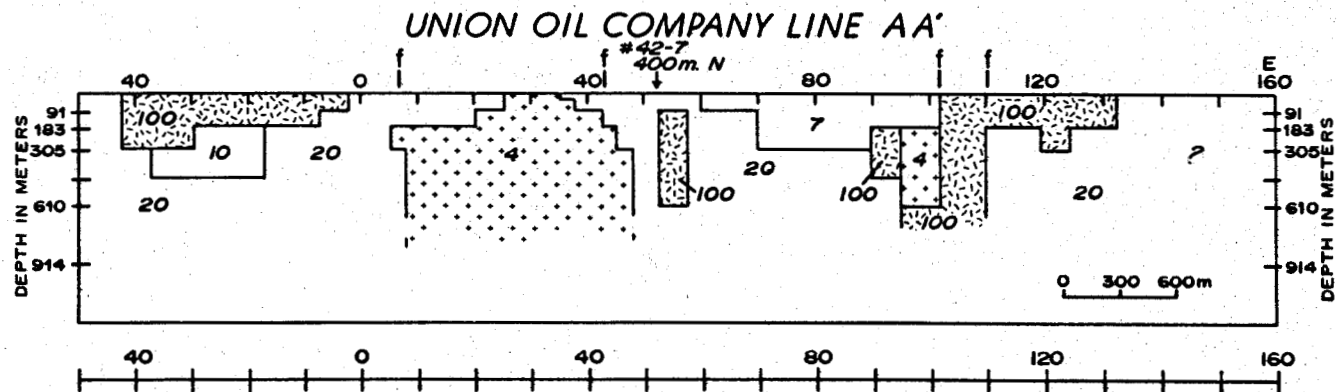 UNION OIL COMPANY LINE AA'
#42-7
400m. N
f f f f
40 0 40 80 120 E 160
91 100 7 100 91
183 183
305 10 20 4 20 100 4 20 ? 305
100
610 20 100 610
914 914
DEPTH IN METERS
DEPTH IN METERS
0 300 600m
40 0 40 80 120 160